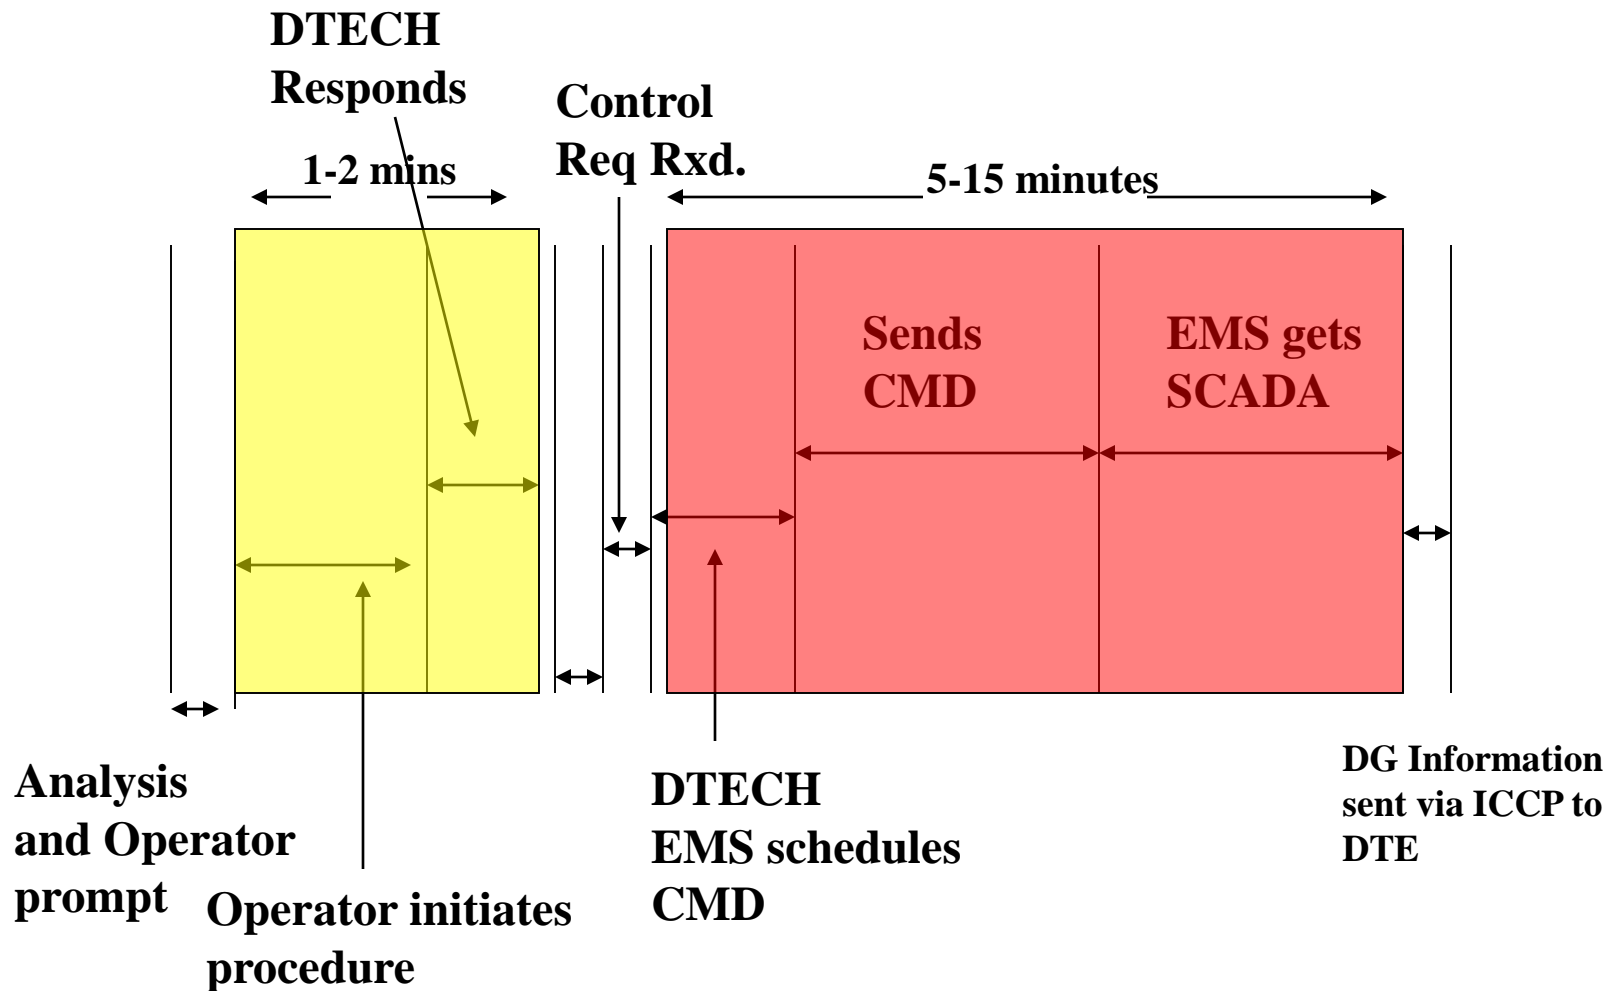 DTECH
Responds
Control
Req Rxd.
1-2 mins
5-15 minutes
Sends
CMD
EMS gets
SCADA
Analysis
and Operator
prompt
Operator initiates
procedure
DTECH
EMS schedules
CMD
DG Information
sent via ICCP to
DTE